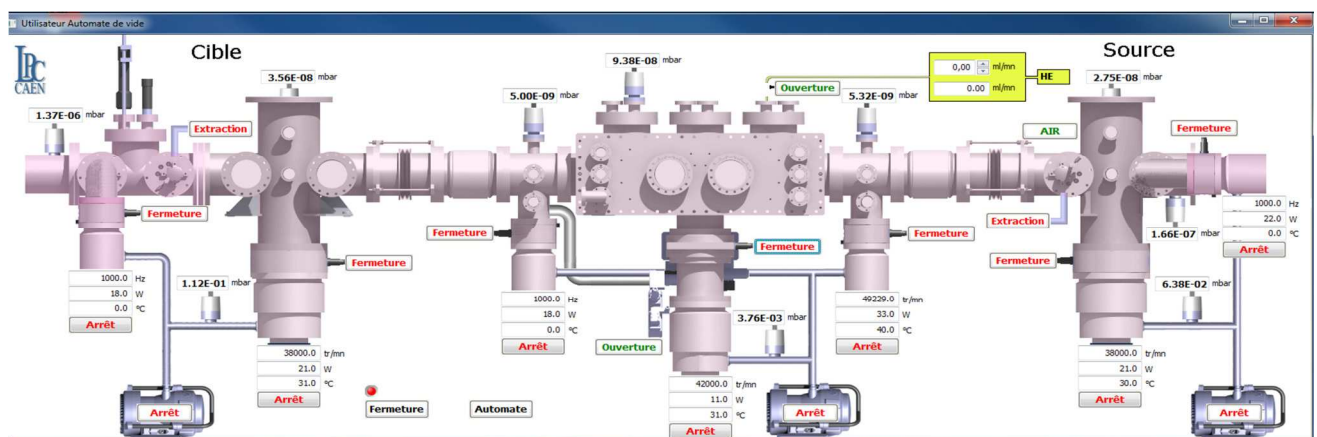 Utilisateur Automate de vide
LPC
CAEN
Cible
Source
1.37E-06 mbar
3.56E-08 mbar
5.00E-09 mbar
9.38E-08 mbar
5.32E-09 mbar
2.75E-08 mbar
0,00 ml/mn
0.00 ml/mn
HE
Ouverture
Extraction
AIR
Fermeture
Fermeture
Fermeture
Fermeture
Fermeture
Fermeture
Extraction
Fermeture
1.66E-07 mbar
1000.0 Hz
22.0 W
0.0 °C
Arrêt
1000.0 Hz
18.0 W
0.0 °C
Arrêt
1.12E-01 mbar
38000.0 tr/mn
21.0 W
31.0 °C
Arrêt
1000.0 Hz
18.0 W
0.0 °C
Arrêt
Ouverture
3.76E-03 mbar
42000.0 tr/mn
11.0 W
31.0 °C
Arrêt
49229.0 tr/mn
33.0 W
40.0 °C
Arrêt
6.38E-02 mbar
38000.0 tr/mn
21.0 W
30.0 °C
Arrêt
Arrêt
Fermeture
Automate
Arrêt
Arrêt